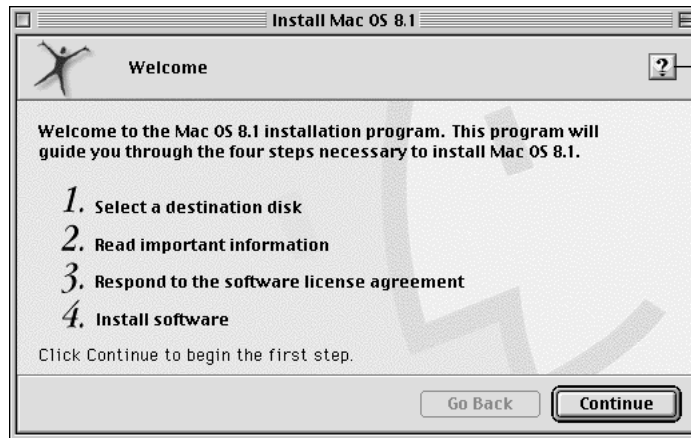 Install Mac OS 8.1
Welcome
?
Welcome to the Mac OS 8.1 installation program. This program will
guide you through the four steps necessary to install Mac OS 8.1.
1. Select a destination disk
2. Read important information
3. Respond to the software license agreement
4. Install software
Click Continue to begin the first step.
Go Back
Continue